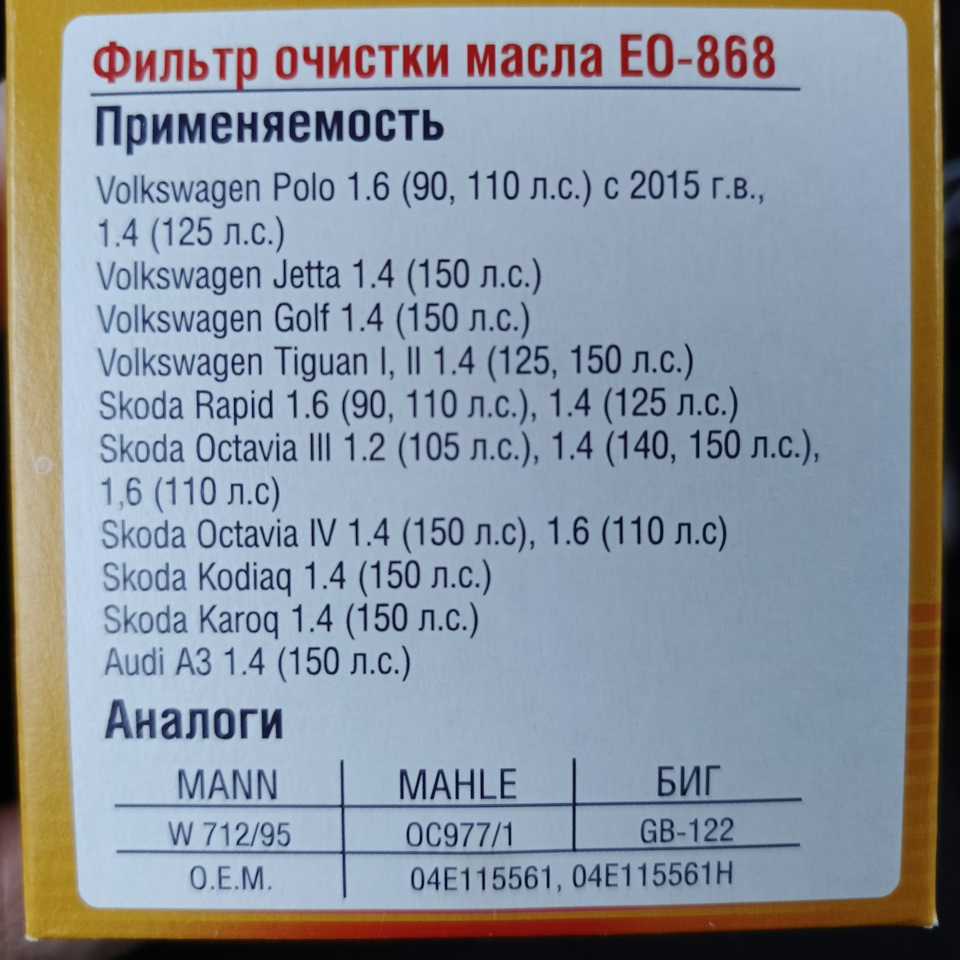 Фильтр очистки масла ЕО-868
Применяемость
Volkswagen Polo 1.6 (90, 110 л.с.) с 2015 г.в.,
1.4 (125 л.с.)
Volkswagen Jetta 1.4 (150 л.с.)
Volkswagen Golf 1.4 (150 л.с.)
Volkswagen Tiguan I, II 1.4 (125, 150 л.с.)
Skoda Rapid 1.6 (90, 110 л.с.), 1.4 (125 л.с.)
Skoda Octavia III 1.2 (105 л.с.), 1.4 (140, 150 л.с.),
1,6 (110 л.с)
Skoda Octavia IV 1.4 (150 л.с), 1.6 (110 л.с)
Skoda Kodiaq 1.4 (150 л.с.)
Skoda Karoq 1.4 (150 л.с.)
Audi A3 1.4 (150 л.с.)
Аналоги
MANN MAHLE БИГ
W 712/95 OC977/1 GB-122
O.E.M. 04E115561, 04E115561H